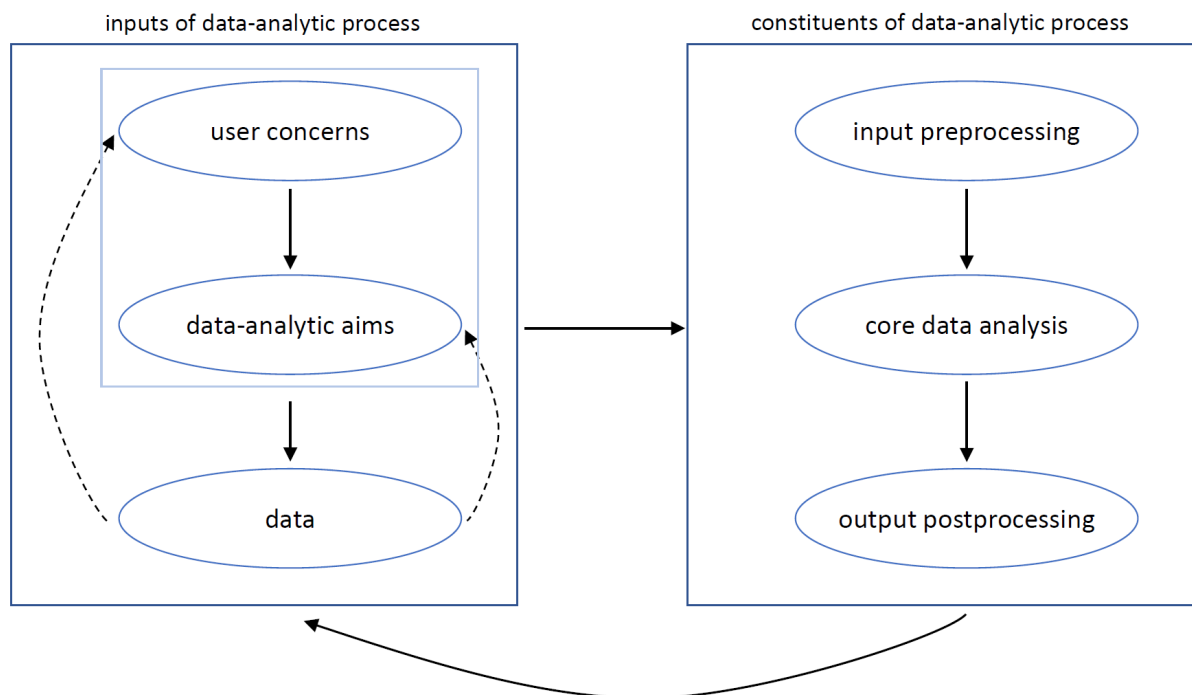 inputs of data-analytic process
user concerns
data-analytic aims
data
constituents of data-analytic process
input preprocessing
core data analysis
output postprocessing